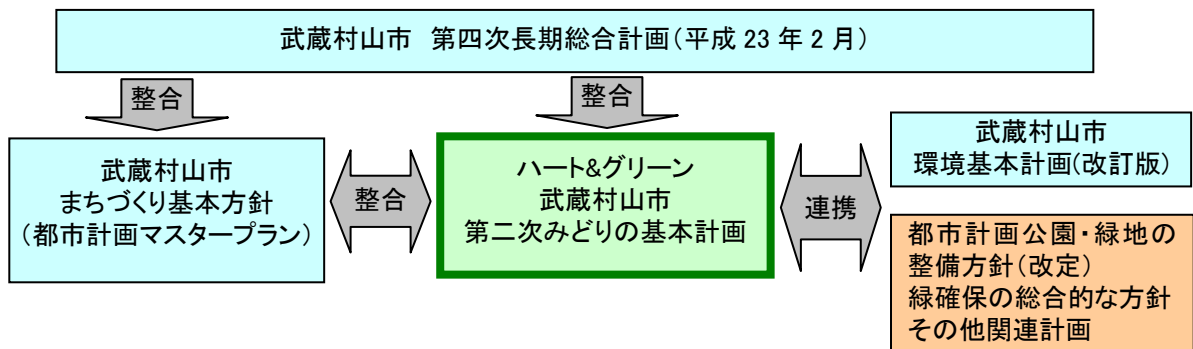 武蔵村山市 第四次長期総合計画(平成 23 年 2 月)
整合
整合
武蔵村山市
まちづくり基本方針
(都市計画マスタープラン)
整合
ハート&グリーン
武蔵村山市
第二次みどりの基本計画
連携
武蔵村山市
環境基本計画(改訂版)
都市計画公園・緑地の
整備方針(改定)
緑確保の総合的な方針
その他関連計画